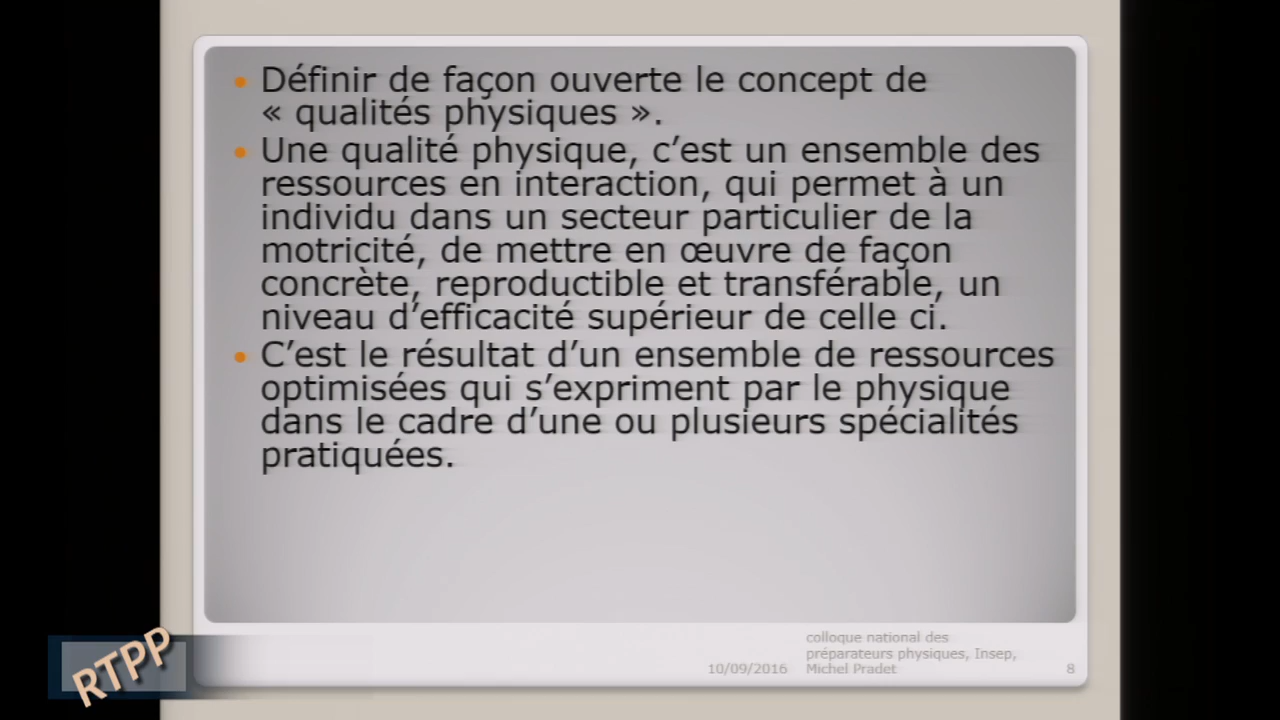 Définir de façon ouverte le concept de
« qualités physiques ».
Une qualité physique, c’est un ensemble des
ressources en interaction, qui permet à un
individu dans un secteur particulier de la
motricité, de mettre en œuvre de façon
concrète, reproductible et transférable, un
niveau d’efficacité supérieur de celle ci.
C’est le résultat d’un ensemble de ressources
optimisées qui s’expriment par le physique
dans le cadre d’une ou plusieurs spécialités
pratiquées.
10/09/2016
colloque national des
préparateurs physiques, Insep,
Michel Pradet
8
RTPP